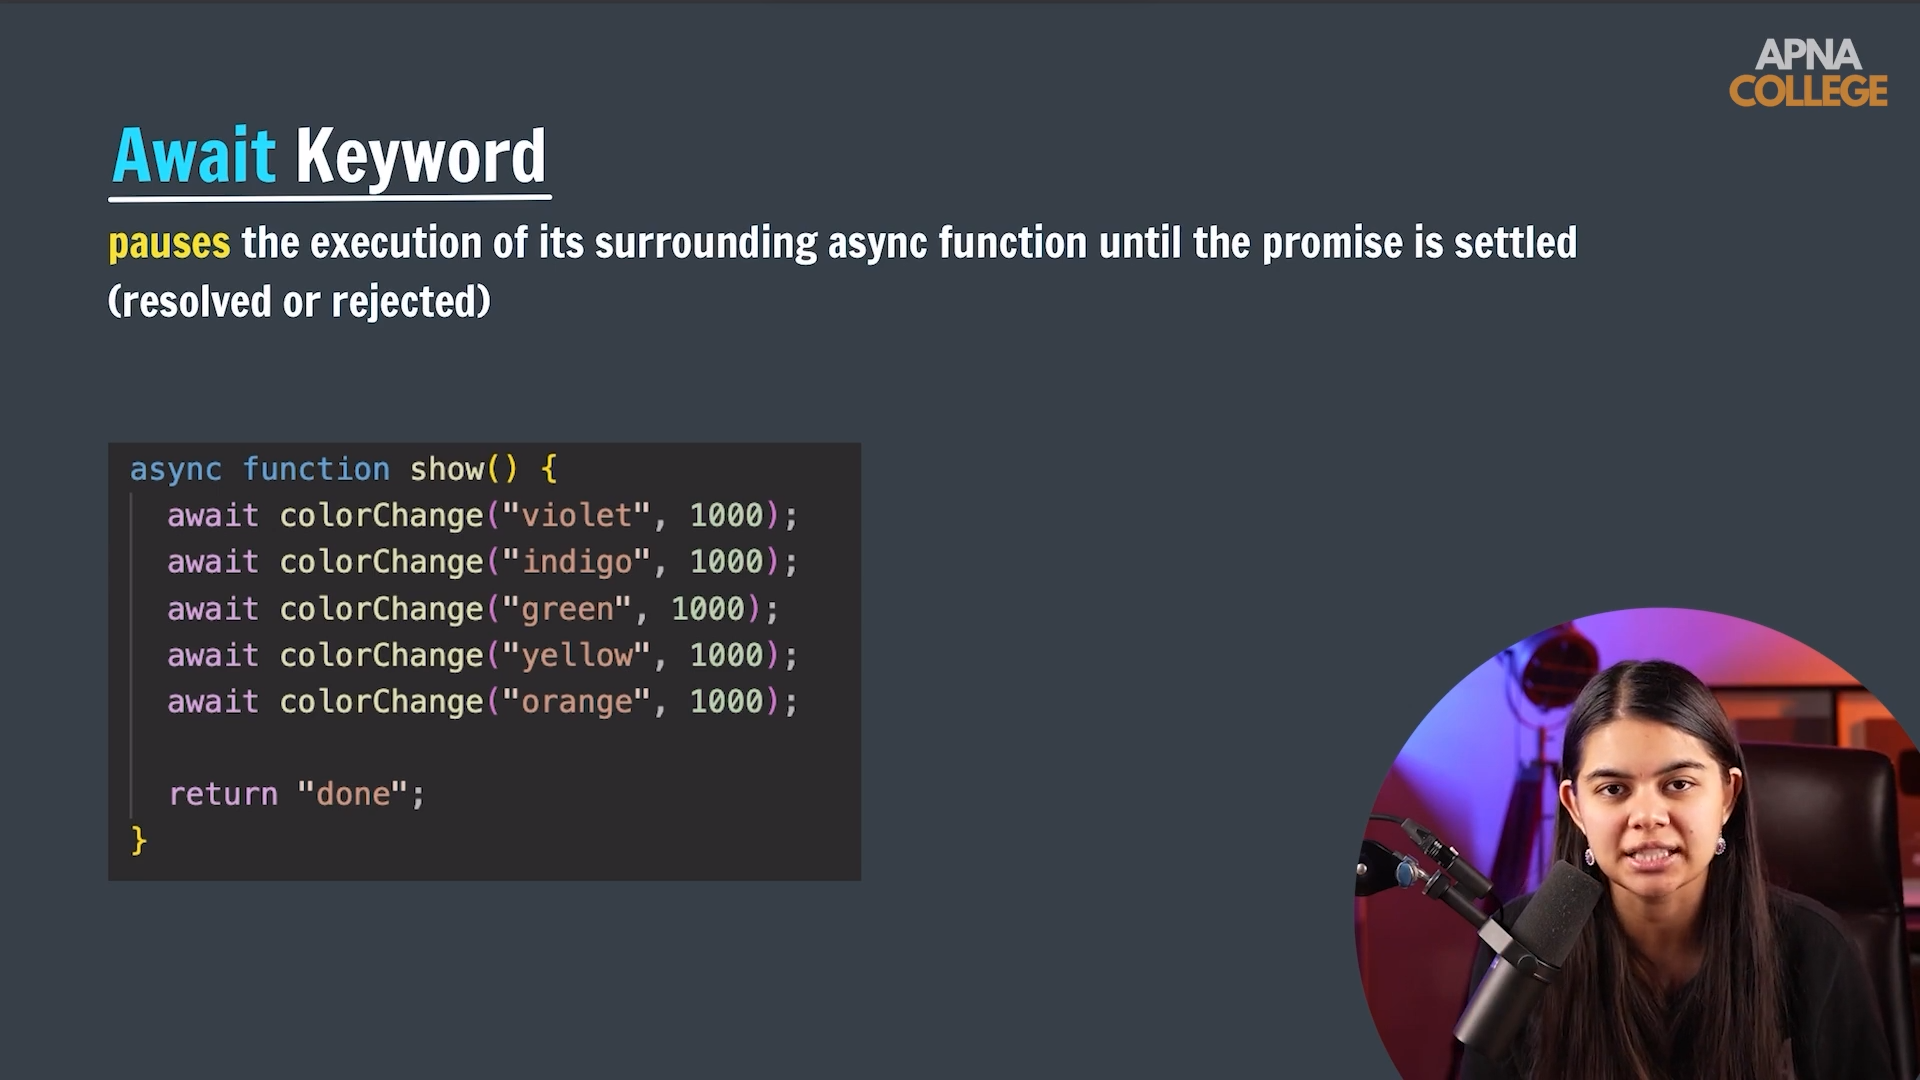 APNA
COLLEGE
Await Keyword
pauses the execution of its surrounding async function until the promise is settled
(resolved or rejected)
async function show() {
  await colorChange("violet", 1000);
  await colorChange("indigo", 1000);
  await colorChange("green", 1000);
  await colorChange("yellow", 1000);
  await colorChange("orange", 1000);
  return "done";
}